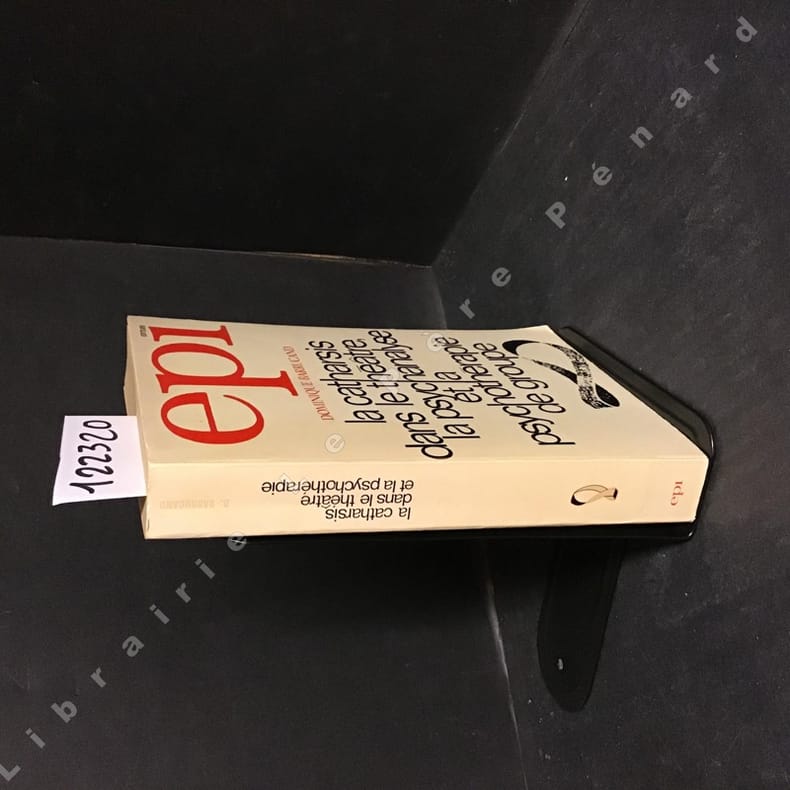 epi
DOMINIQUE BARRUCAND
la catharsis
dans le théâtre
la psychanalyse
et la
psychothérapie
de groupe
D. BARRUCAND
la catharsis
dans le théâtre
et la psychothérapie
epi
122320
Librairie Pénard